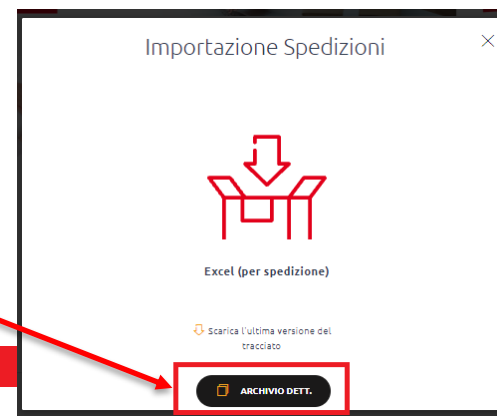 Importazione Spedizioni
Excel (per spedizione)
Scarica l'ultima versione del
tracciato
ARCHIVIO DETT.